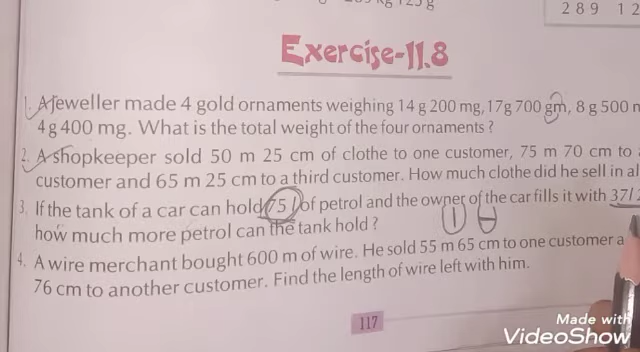 125 g
289 12
Exercise-11.8
1. A jeweller made 4 gold ornaments weighing 14 g 200 mg, 17g 700 gm, 8 g 500
4 g 400 mg. What is the total weight of the four ornaments ?
2. A shopkeeper sold 50 m 25 cm of clothe to one customer, 75 m 70 cm to
customer and 65 m 25 cm to a third customer. How much clothe did he sell in al
3. If the tank of a car can hold 75 l of petrol and the owner of the car fills it with 37l
how much more petrol can the tank hold ?
4. A wire merchant bought 600 m of wire. He sold 55 m 65 cm to one customer a
76 cm to another customer. Find the length of wire left with him.
117
Made with
VideoShow